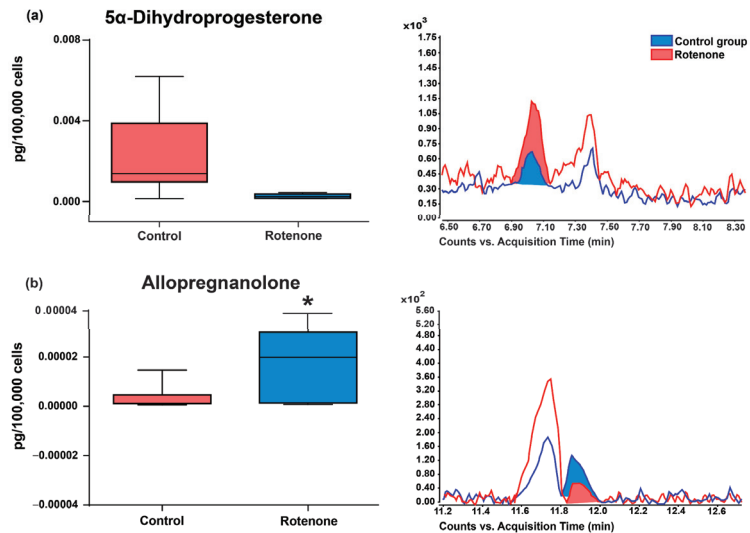 (a)
5α-Dihydroprogesterone
pg/100,000 cells
0.008
0.004
0.000
Control
Rotenone
×10³
1.75
1.65
1.50
1.35
1.20
1.15
0.90
0.75
0.60
0.45
0.30
0.15
0.00
6.50 6.70 6.90 7.10 7.30 7.50 7.70 7.90 8.10 8.30
Counts vs. Acquisition Time (min)
Control group
Rotenone
(b)
Allopregnanolone
pg/100,000 cells
0.00004
0.00002
0.00000
–0.00002
–0.00004
*
Control
Rotenone
×10²
5.60
5.20
4.80
4.40
4.00
3.60
3.20
2.80
2.40
2.00
1.60
1.20
0.80
0.40
0.00
11.2 11.4 11.6 11.8 12.0 12.2 12.4 12.6
Counts vs. Acquisition Time (min)